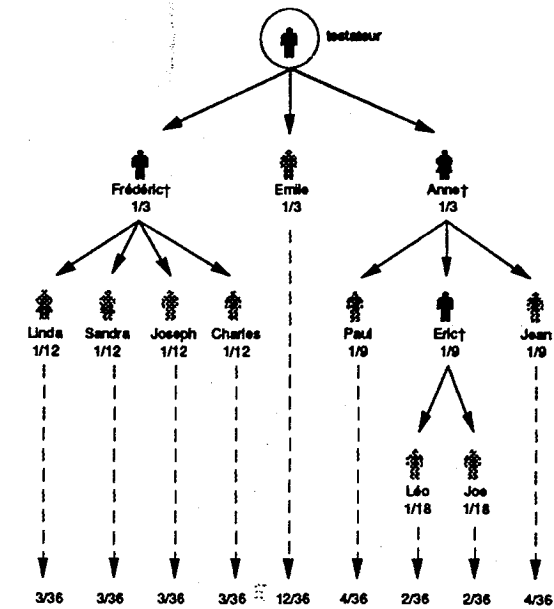 testateur
Frédéric† Emile Anne†
1/3 1/3 1/3
Linda Sandra Joseph Charles Paul Eric† Jean
1/12 1/12 1/12 1/12 1/9 1/9 1/9
Léo Joe
1/18 1/18
3/36 3/36 3/36 3/36 12/36 4/36 2/36 2/36 4/36